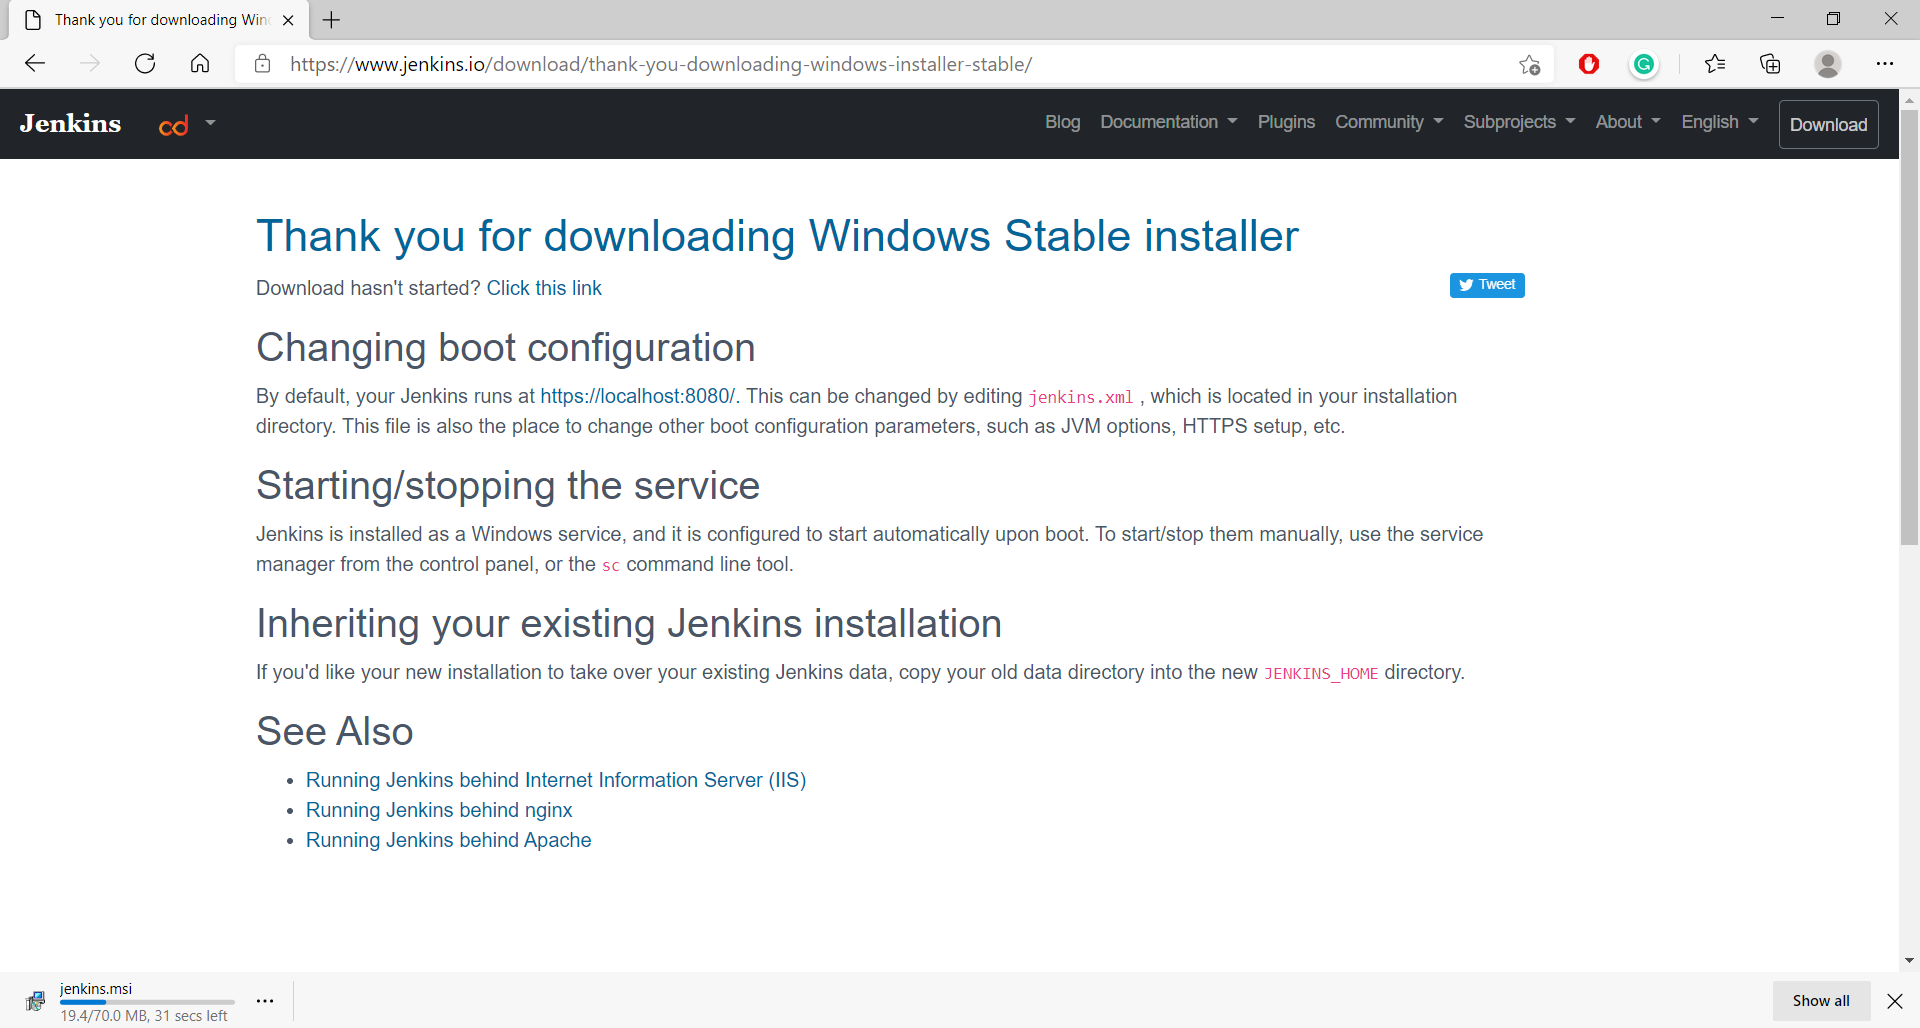 Thank you for downloading Win
https://www.jenkins.io/download/thank-you-downloading-windows-installer-stable/
Jenkins cd Blog Documentation Plugins Community Subprojects About English Download
Thank you for downloading Windows Stable installer
Download hasn't started? Click this link
Tweet
Changing boot configuration
By default, your Jenkins runs at https://localhost:8080/. This can be changed by editing jenkins.xml , which is located in your installation
directory. This file is also the place to change other boot configuration parameters, such as JVM options, HTTPS setup, etc.
Starting/stopping the service
Jenkins is installed as a Windows service, and it is configured to start automatically upon boot. To start/stop them manually, use the service
manager from the control panel, or the sc command line tool.
Inheriting your existing Jenkins installation
If you'd like your new installation to take over your existing Jenkins data, copy your old data directory into the new JENKINS_HOME directory.
See Also
• Running Jenkins behind Internet Information Server (IIS)
• Running Jenkins behind nginx
• Running Jenkins behind Apache
jenkins.msi
19.4/70.0 MB, 31 secs left
Show all